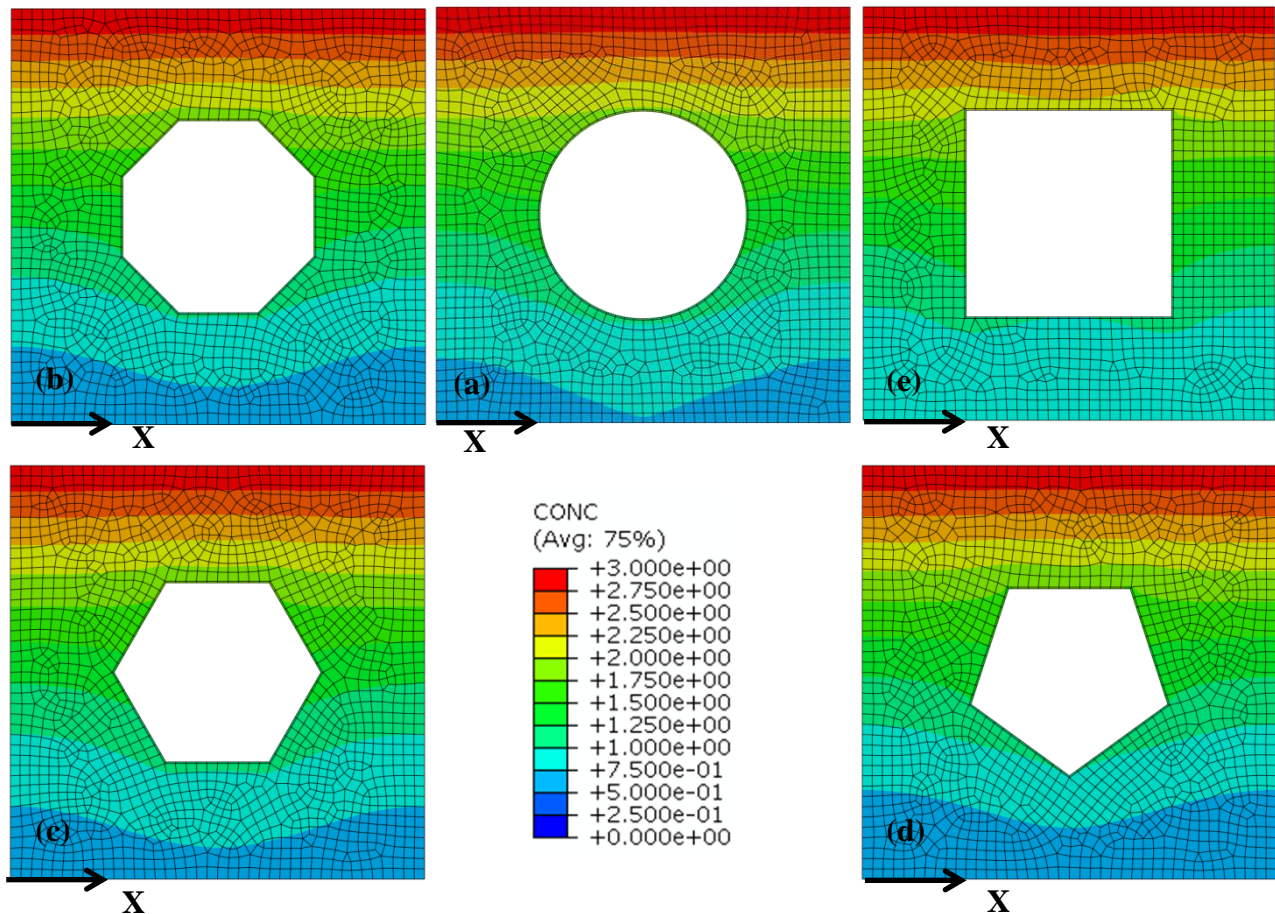 (b)
(a)
(e)
X
X
X
CONC
(Avg: 75%)
+3.000e+00
+2.750e+00
+2.500e+00
+2.250e+00
+2.000e+00
+1.750e+00
+1.500e+00
+1.250e+00
+1.000e+00
+7.500e-01
+5.000e-01
+2.500e-01
+0.000e+00
(c)
(d)
X
X